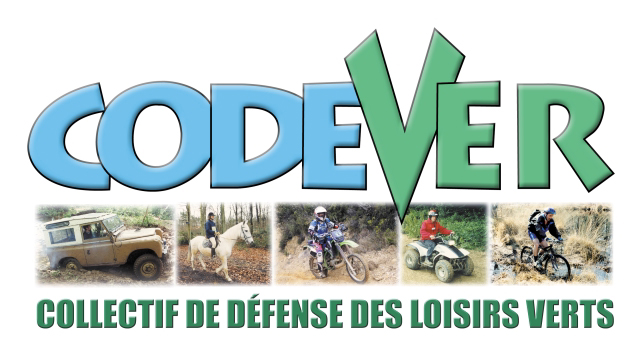 CODEVER
COLLECTIF DE DÉFENSE DES LOISIRS VERTS